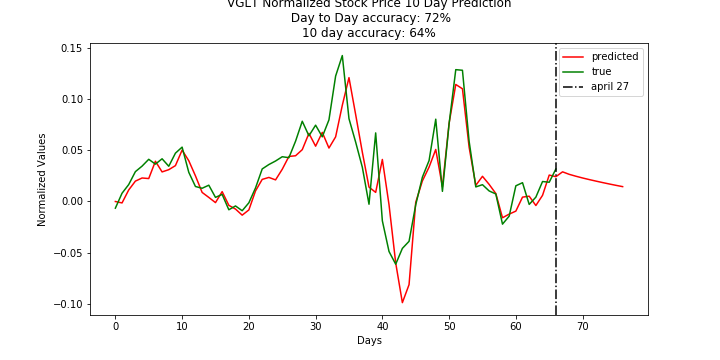 VGLT Normalized Stock Price 10 Day Prediction
Day to Day accuracy: 72%
10 day accuracy: 64%
0.15
0.10
0.05
0.00
−0.05
−0.10
Normalized Values
predicted
true
april 27
0 10 20 30 40 50 60 70
Days